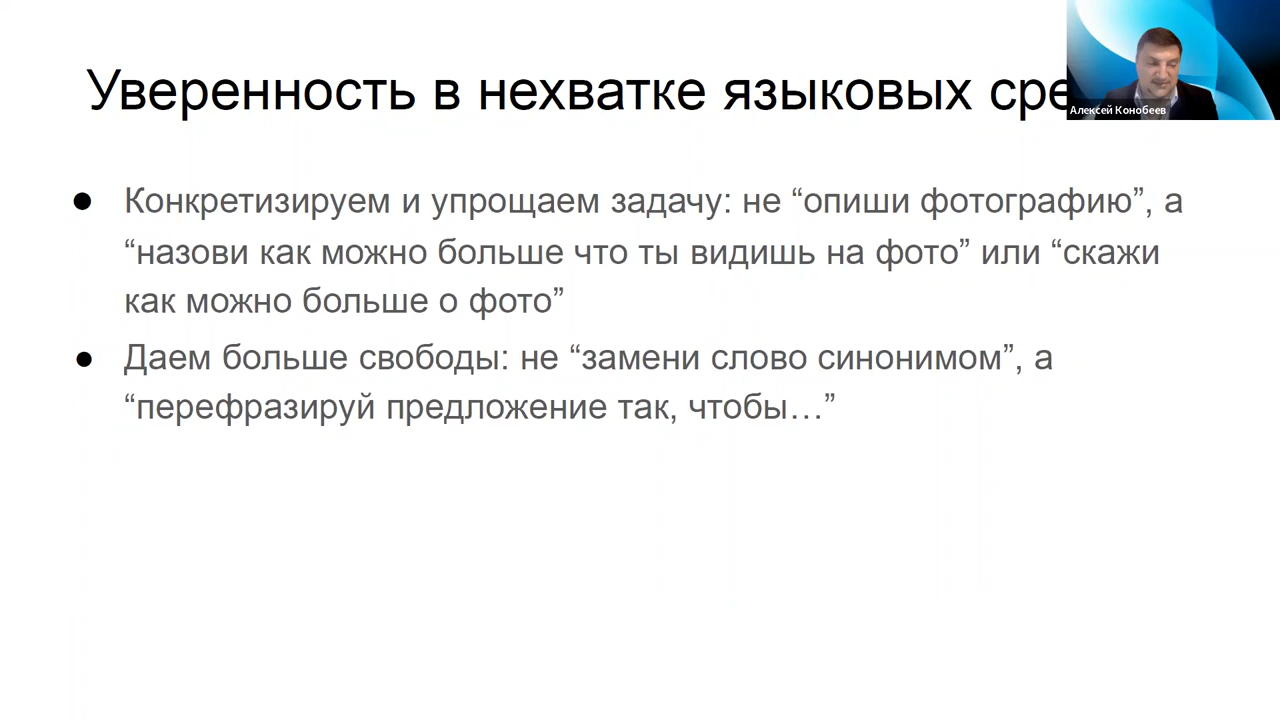 Уверенность в нехватке языковых
Алексей Конобеев
● Конкретизируем и упрощаем задачу: не “опиши фотографию”, а
“назови как можно больше что ты видишь на фото” или “скажи
как можно больше о фото”
● Даем больше свободы: не “замени слово синонимом”, а
“перефразируй предложение так, чтобы…”